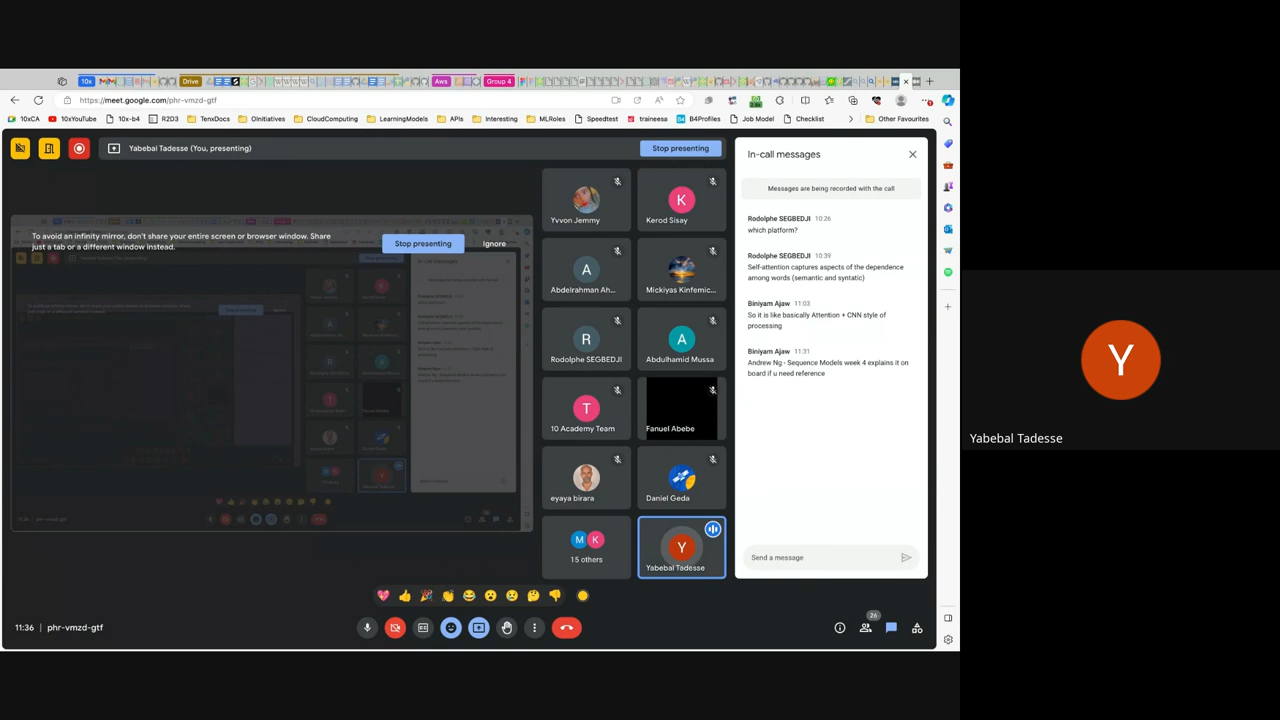 10x
Drive
Aws
Group 4
https://meet.google.com/phr-vmzd-gtf
10xCA
10xYouTube
10x-b4
R2D3
TenxDocs
OInitiatives
CloudComputing
LearningModels
APIs
Interesting
MLRoles
Speedtest
traineesa
B4Profiles
Job Model
Checklist
Other Favourites
Yabebal Tadesse (You, presenting)
Stop presenting
To avoid an infinity mirror, don't share your entire screen or browser window. Share
just a tab or a different window instead.
Stop presenting
Ignore
Yvon Jemmy
Kerod Sisay
K
Abdelrahman Ah...
A
Mickiyas Kinfemic...
Rodolphe SEGBEDJI
R
Abdulhamid Mussa
A
10 Academy Team
T
Fanuel Abebe
eyaya birara
Daniel Geda
M
K
15 others
Y
Yabebal Tadesse
In-call messages
Messages are being recorded with the call
Rodolphe SEGBEDJI 10:26
which platform?
Rodolphe SEGBEDJI 10:39
Self-attention captures aspects of the dependence
among words (semantic and syntatic)
Biniyam Ajaw 11:03
So it is like basically Attention + CNN style of
processing
Biniyam Ajaw 11:31
Andrew Ng - Sequence Models week 4 explains it on
board if u need reference
Send a message
11:36 | phr-vmzd-gtf
26
Y
Yabebal Tadesse